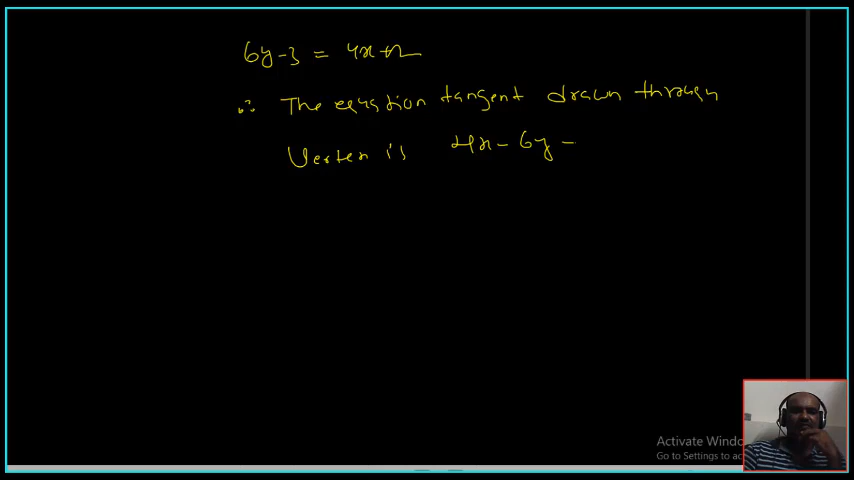 6y-3 = 4x+2
∴ The equation tangent drawn through
Vertex is 4x - 6y -
Activate Windo
Go to Settings to ac